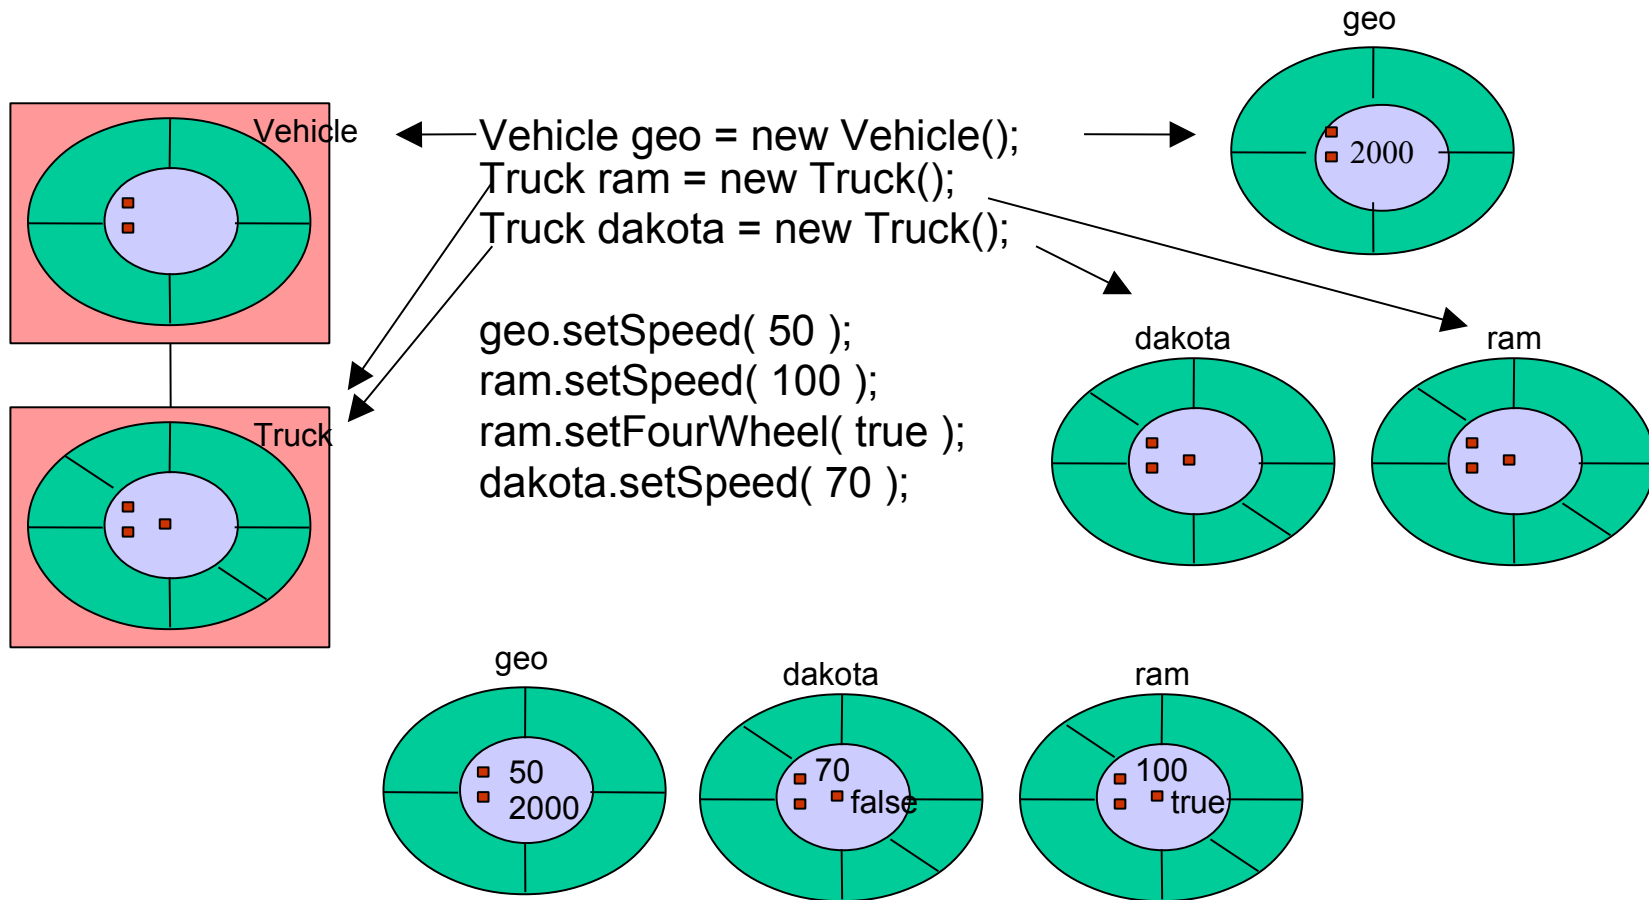 geo
Vehicle
Vehicle geo = new Vehicle();
2000
Truck ram = new Truck();
Truck dakota = new Truck();
geo.setSpeed( 50 );
dakota
ram
ram.setSpeed( 100 );
Truck
ram.setFourWheel( true );
dakota.setSpeed( 70 );
geo
50
2000
dakota
70
false
ram
100
true